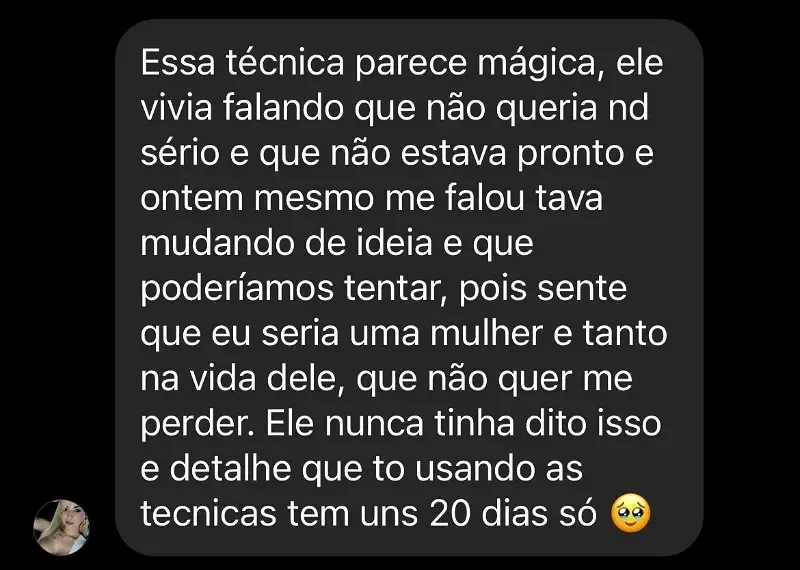 Essa técnica parece mágica, ele
vivia falando que não queria nd
sério e que não estava pronto e
ontem mesmo me falou tava
mudando de ideia e que
poderíamos tentar, pois sente
que eu seria uma mulher e tanto
na vida dele, que não quer me
perder. Ele nunca tinha dito isso
e detalhe que to usando as
tecnicas tem uns 20 dias só 🥹